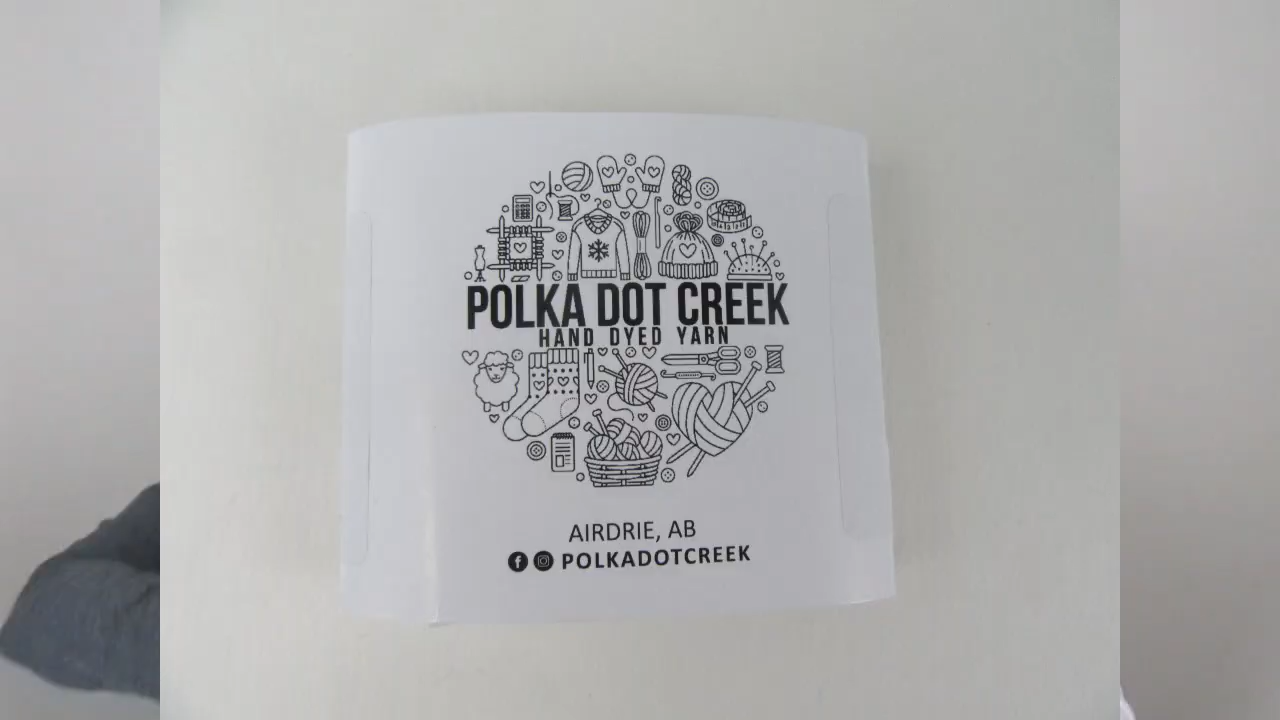 POLKA DOT CREEK
HAND DYED YARN
AIRDRIE, AB
POLKADOTCREEK